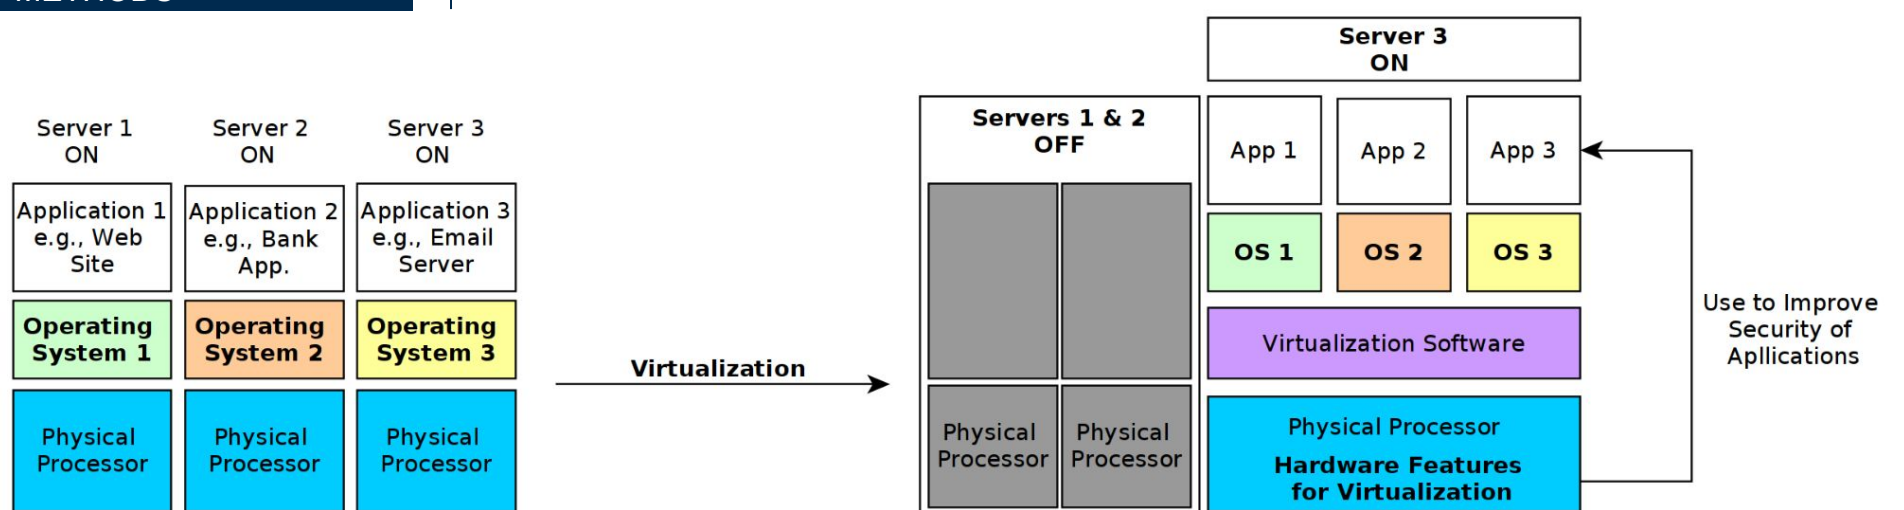 Server 1
ON
Server 2
ON
Server 3
ON
Application 1
e.g., Web
Site
Application 2
e.g., Bank
App.
Application 3
e.g., Email
Server
Operating
System 1
Operating
System 2
Operating
System 3
Physical
Processor
Physical
Processor
Physical
Processor
Virtualization
Servers 1 & 2
OFF
Physical
Processor
Physical
Processor
Server 3
ON
App 1
App 2
App 3
OS 1
OS 2
OS 3
Virtualization Software
Physical Processor
Hardware Features
for Virtualization
Use to Improve
Security of
Apllications